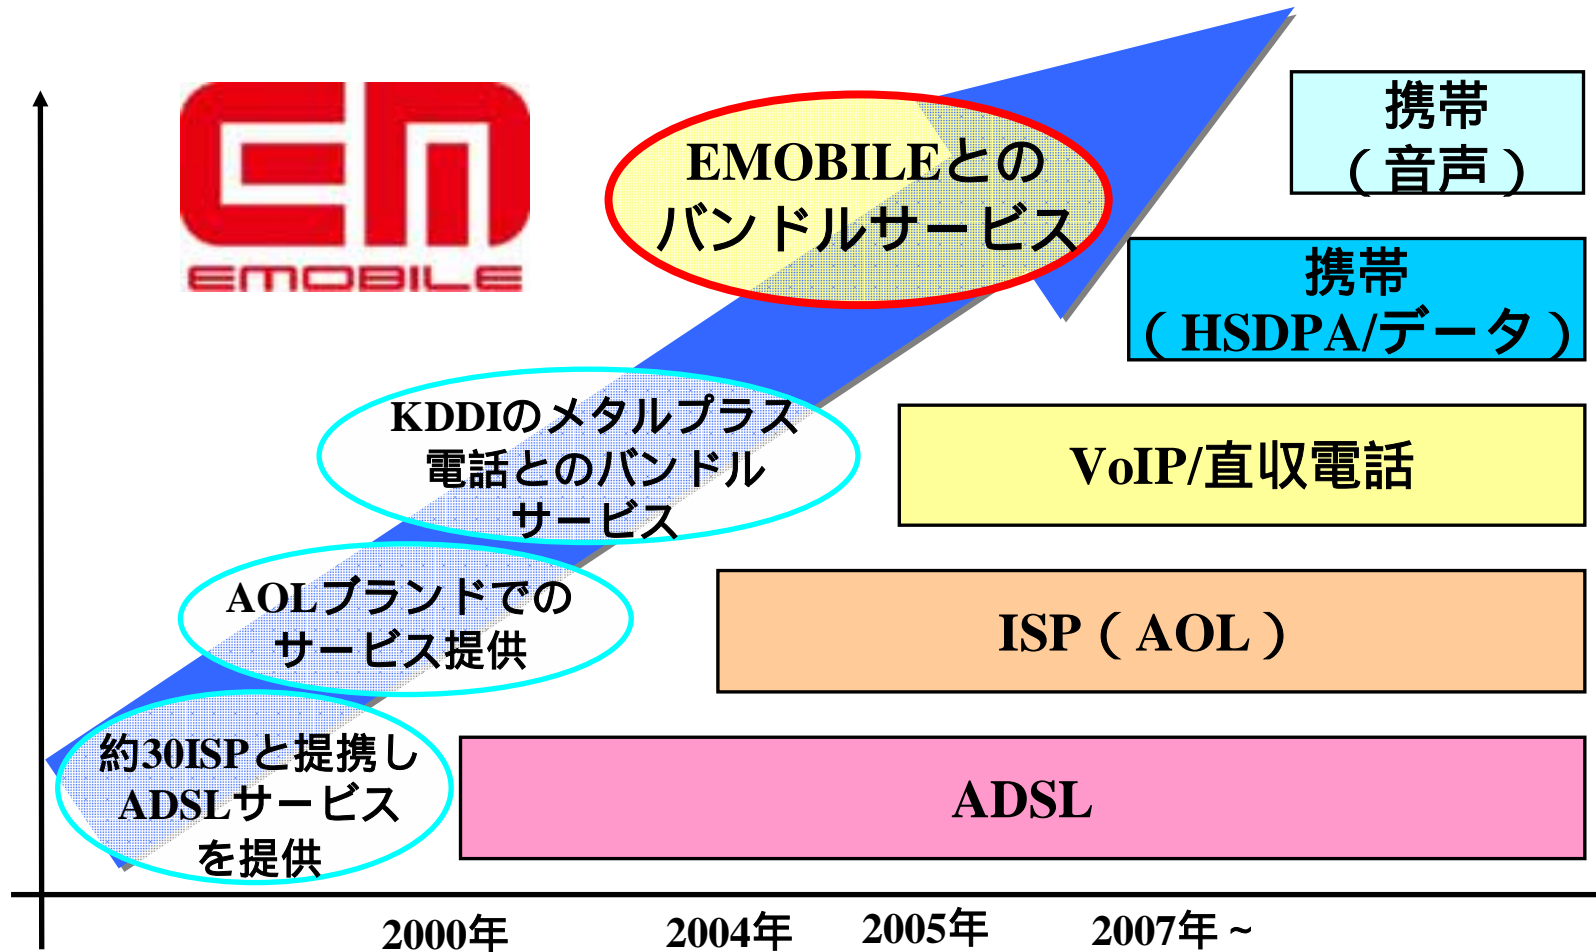 EM
EMOBILE
EMOBILEとの
バンドルサービス
携帯
（音声）
携帯
（HSDPA/データ）
KDDIのメタルプラス
電話とのバンドル
サービス
VoIP/直収電話
AOLブランドでの
サービス提供
ISP（AOL）
約30ISPと提携し
ADSLサービス
を提供
ADSL
2000年 2004年 2005年 2007年～